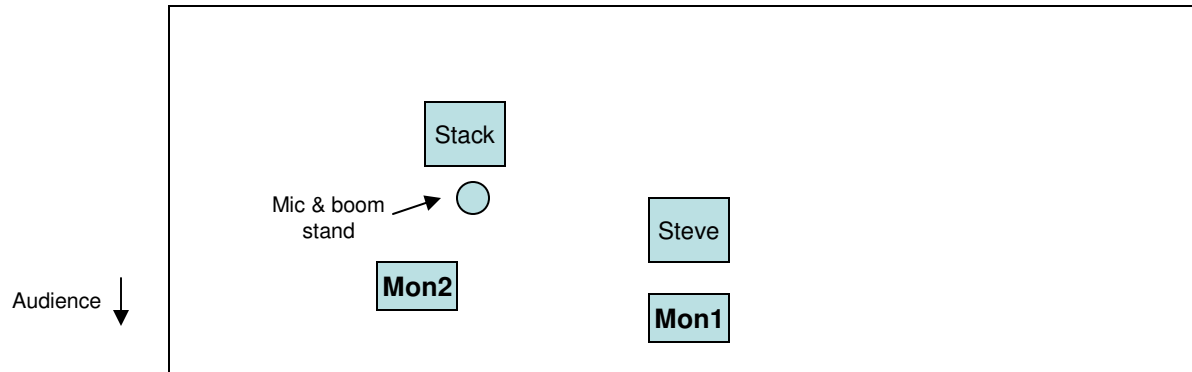 Stack
Mic & boom
stand
Steve
Mon2
Audience
Mon1